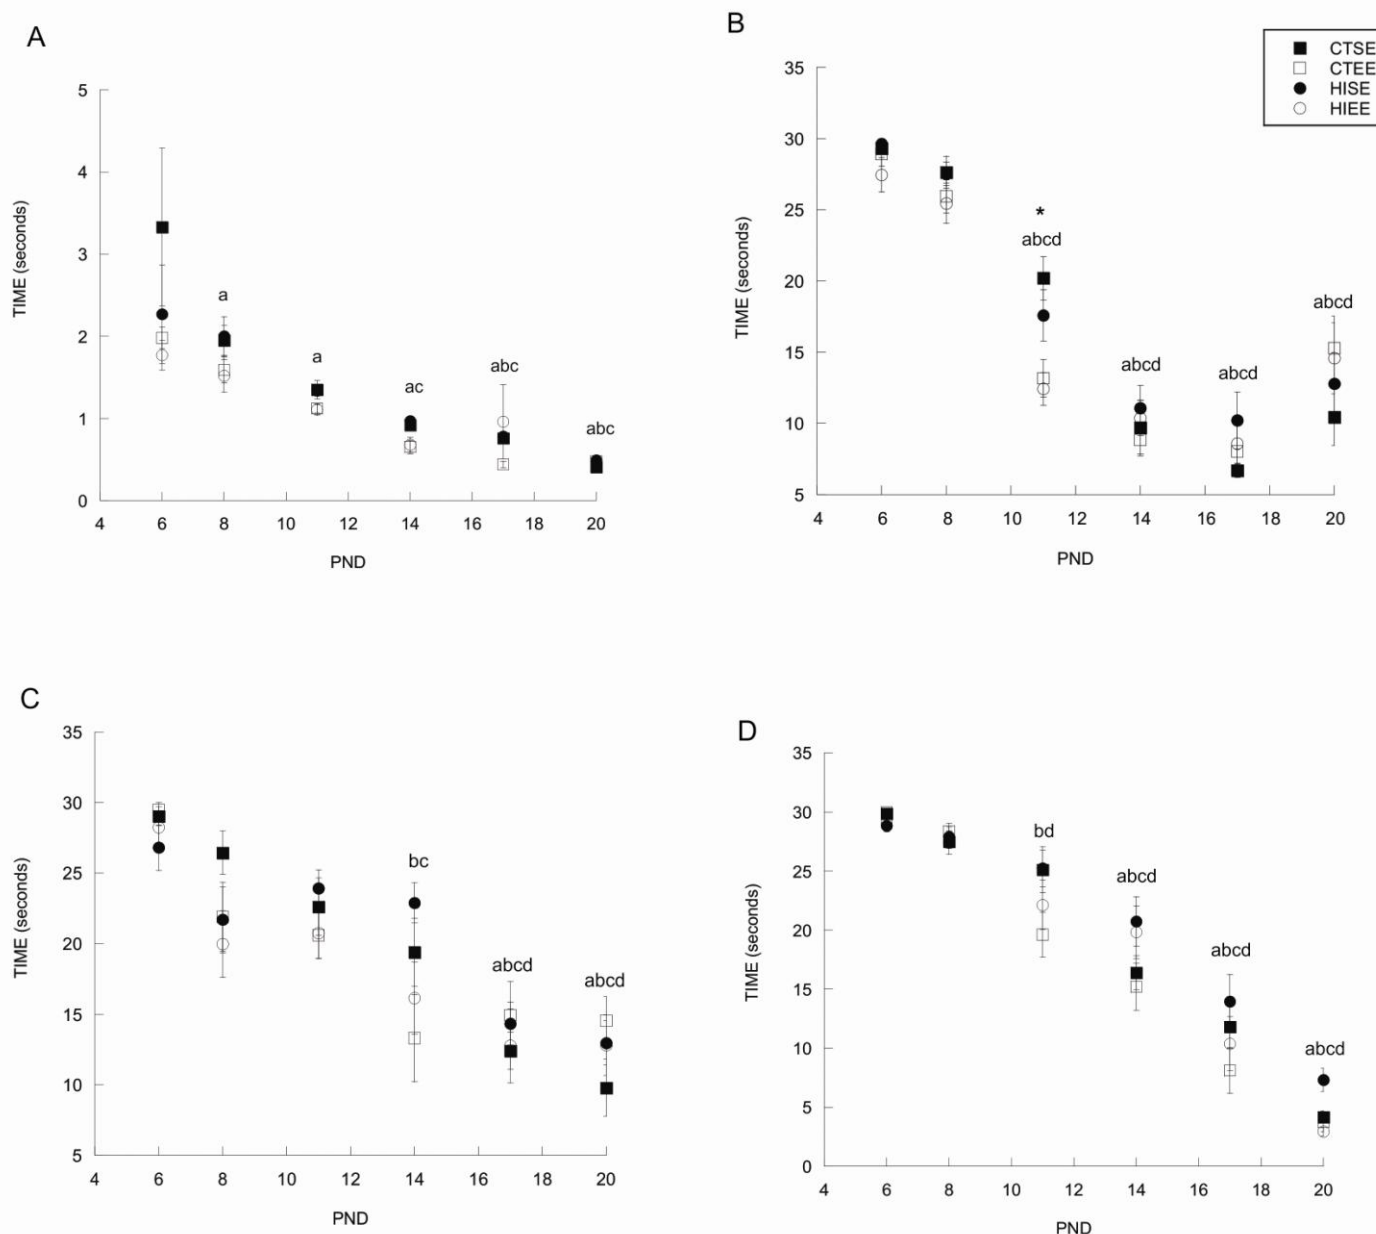 A
5
4
3
2
1
0
TIME (seconds)
a
a
ac
abc
abc
4 6 8 10 12 14 16 18 20
PND
B
CTSE
CTEE
HISE
HIEE
35
30
25
20
15
10
5
TIME (seconds)
*
abcd
abcd
abcd
abcd
4 6 8 10 12 14 16 18 20
PND
C
35
30
25
20
15
10
5
TIME (seconds)
bc
abcd
abcd
4 6 8 10 12 14 16 18 20
PND
D
35
30
25
20
15
10
5
0
TIME (seconds)
bd
abcd
abcd
abcd
4 6 8 10 12 14 16 18 20
PND